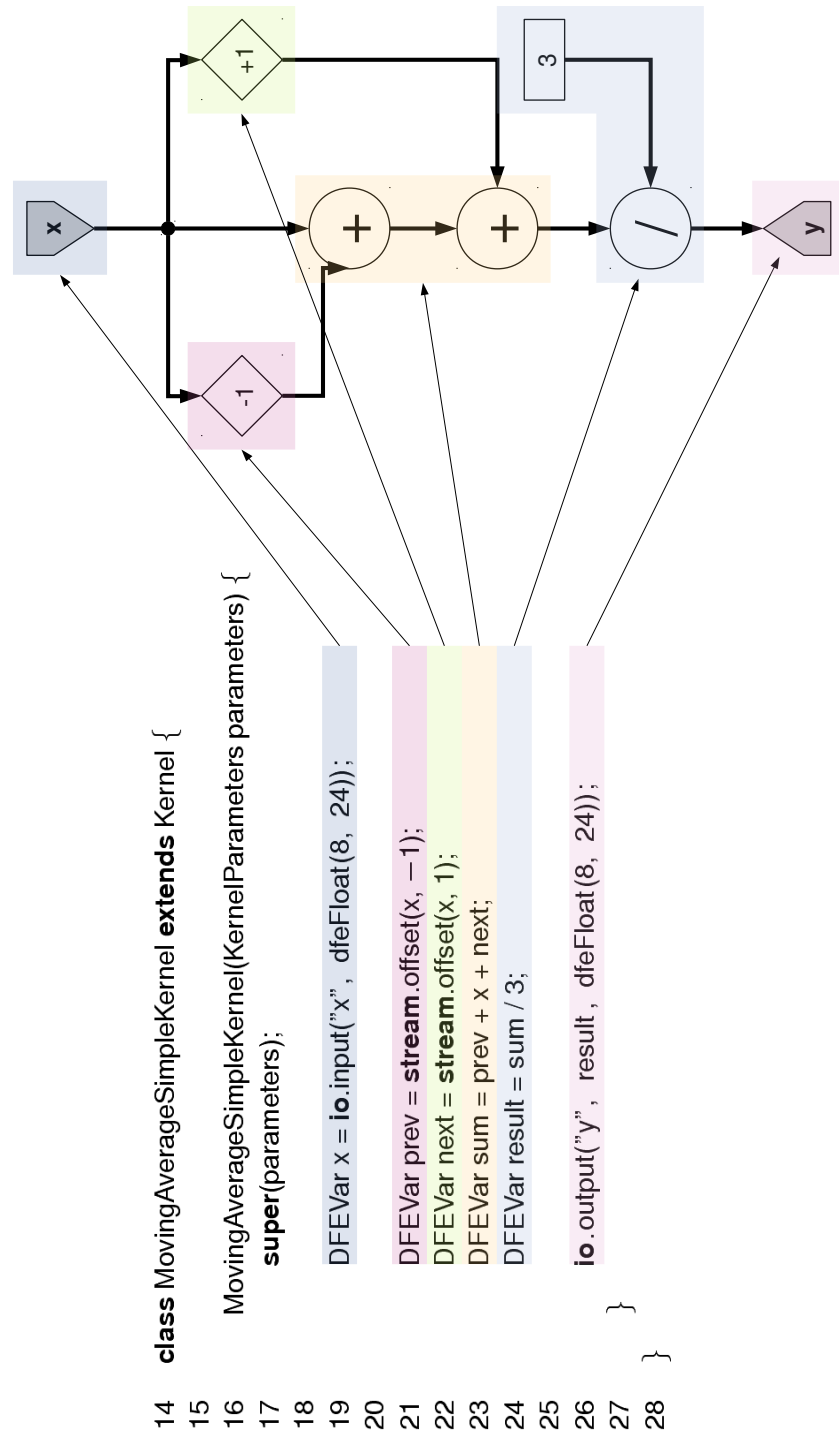 14 class MovingAverageSimpleKernel extends Kernel {
15
16 MovingAverageSimpleKernel(KernelParameters parameters) {
17 super(parameters);
18
19 DFEVar x = io.input(”x” , dfeFloat(8, 24));
20
21 DFEVar prev = stream.offset(x, −1);
22 DFEVar next = stream.offset(x, 1);
23 DFEVar sum = prev + x + next;
24 DFEVar result = sum / 3;
25
26 io.output(”y” , result , dfeFloat(8, 24));
27 }
28 }
x
-1
+1
+
+
3
/
y